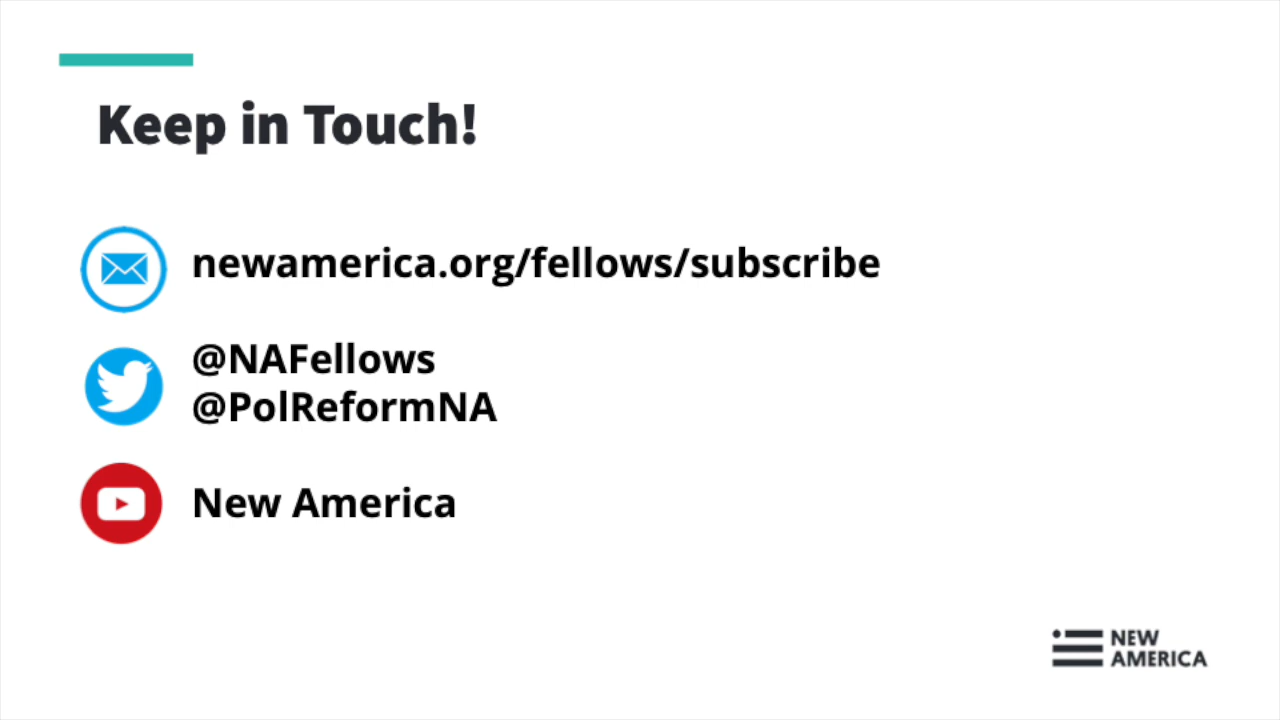 Keep in Touch!
newamerica.org/fellows/subscribe
@NAFellows
@PolReformNA
New America
NEW
AMERICA